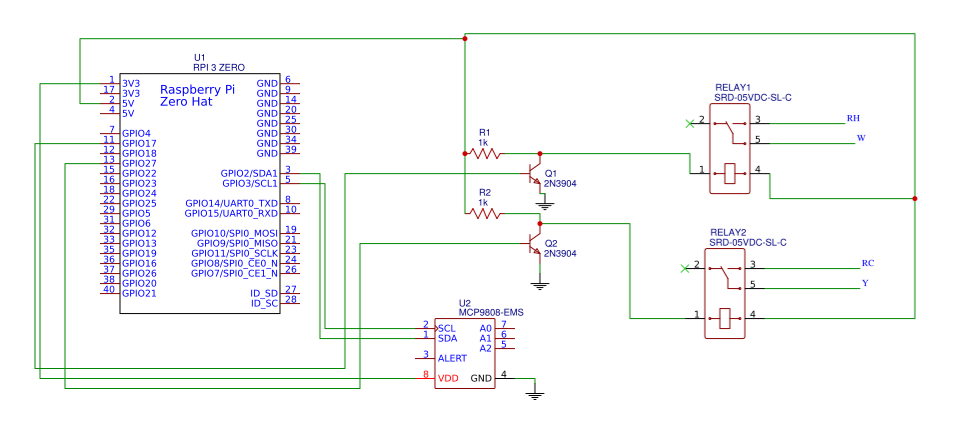 U1
RPI 3 ZERO
Raspberry Pi
Zero Hat
1 3V3
17 3V3
2 5V
4 5V
7 GPIO4
11 GPIO17
12 GPIO18
13 GPIO27
15 GPIO22
16 GPIO23
18 GPIO24
22 GPIO25
29 GPIO5
31 GPIO6
32 GPIO12
33 GPIO13
35 GPIO19
36 GPIO16
37 GPIO26
38 GPIO20
40 GPIO21
GND 6
GND 9
GND 14
GND 20
GND 25
GND 30
GND 34
GND 39
GPIO2/SDA1 3
GPIO3/SCL1 5
GPIO14/UART0_TXD 8
GPIO15/UART0_RXD 10
GPIO10/SPI0_MOSI 19
GPIO9/SPI0_MISO 21
GPIO11/SPI0_SCLK 23
GPIO8/SPI0_CE0_N 24
GPIO7/SPI0_CE1_N 26
ID_SD 27
ID_SC 28
R1
1k
Q1
2N3904
R2
1k
Q2
2N3904
U2
MCP9808-EMS
2 SCL
1 SDA
3 ALERT
8 VDD
A0 7
A1 6
A2 5
GND 4
RELAY1
SRD-05VDC-SL-C
2 3 RH
5 W
1 4
RELAY2
SRD-05VDC-SL-C
2 3 RC
5 Y
1 4